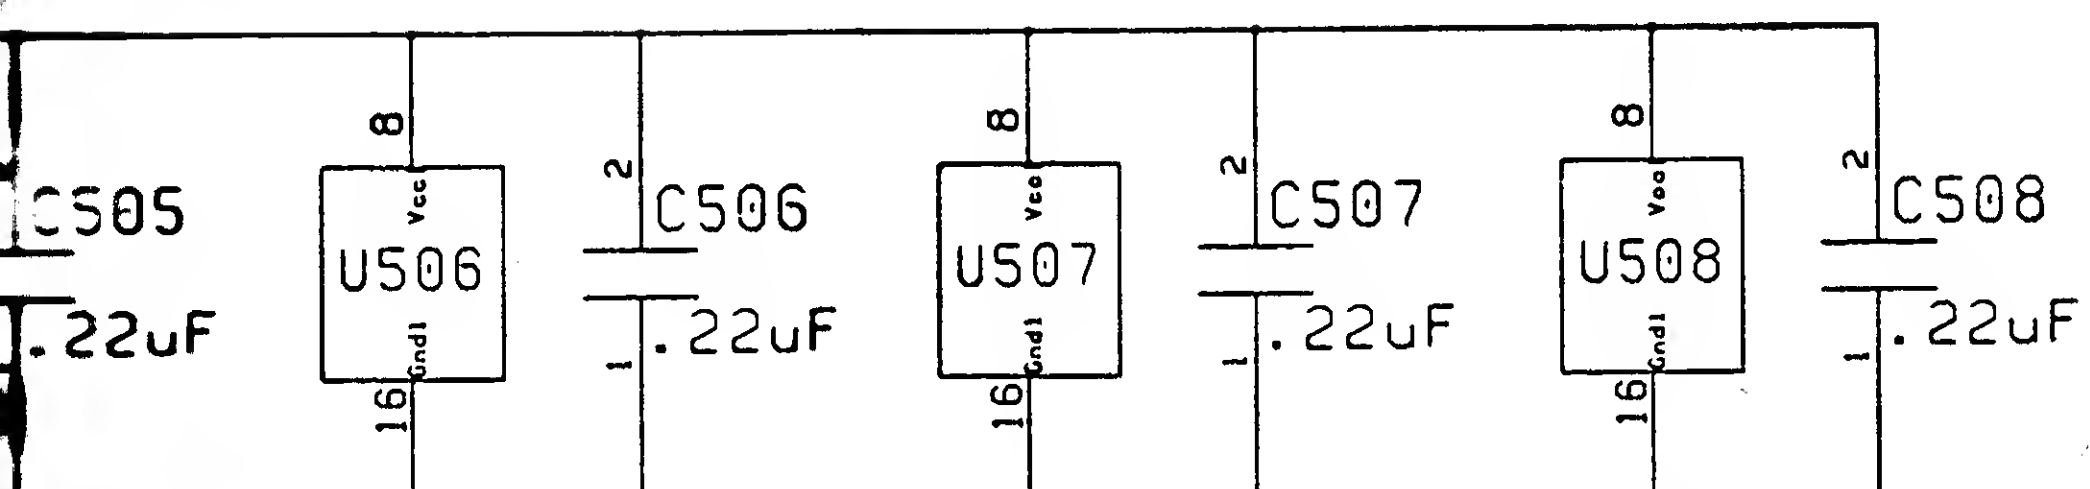 8
Vcc
U506
Gnd1
16
C505
.22uF
2
C506
.22uF
1
8
Vcc
U507
Gnd1
16
2
C507
.22uF
1
8
Vcc
U508
Gnd1
16
2
C508
.22uF
1